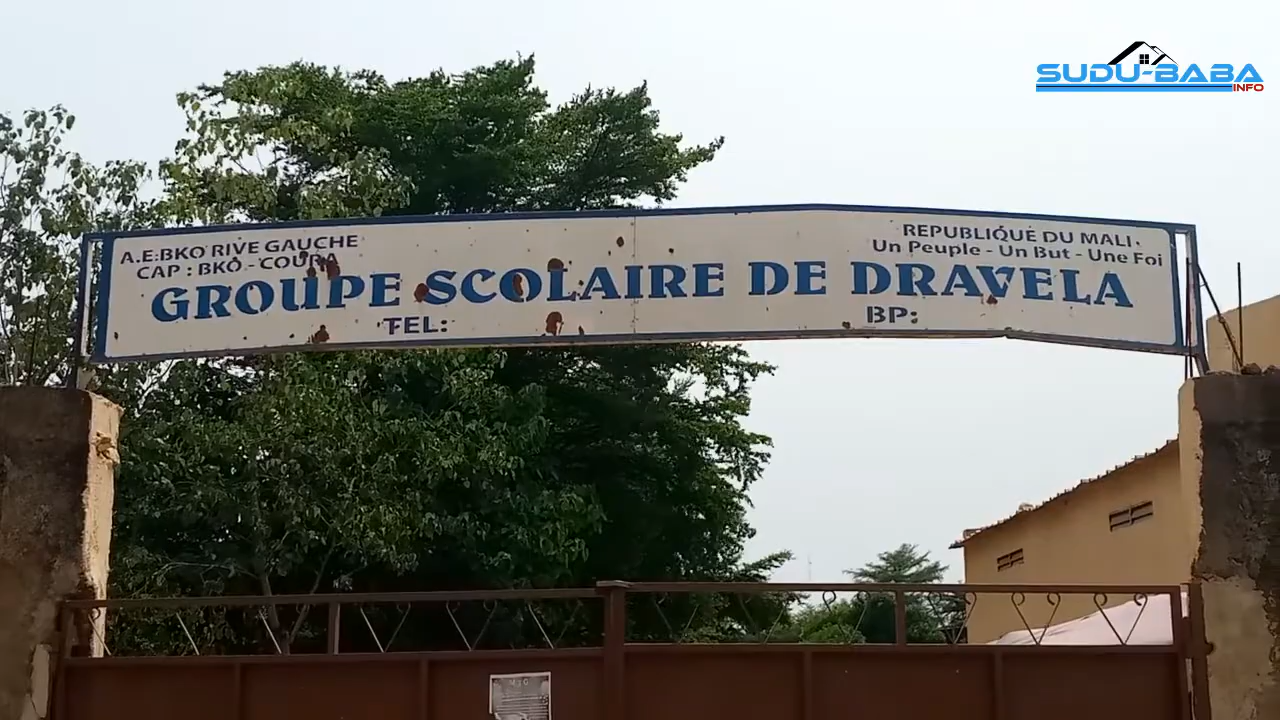 SUDU-BABA
INFO
A.E:BKO RIVE GAUCHE
CAP : BKO - COURA
REPUBLIQUE DU MALI.
Un Peuple - Un But - Une Foi
GROUPE SCOLAIRE DE DRAVELA
TEL:
BP: